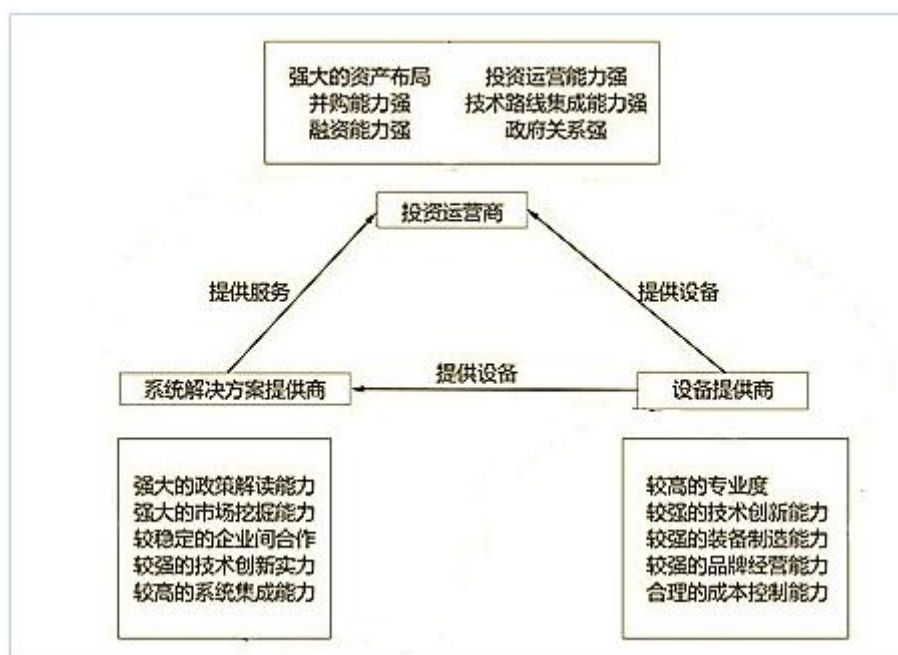 强大的资产布局 投资运营能力强
并购能力强 技术路线集成能力强
融资能力强 政府关系强
投资运营商
提供服务 提供设备
提供设备
系统解决方案提供商 设备提供商
强大的政策解读能力
强大的市场挖掘能力
较稳定的企业间合作
较强的技术创新实力
较高的系统集成能力
较高的专业度
较强的技术创新能力
较强的装备制造能力
较强的品牌经营能力
合理的成本控制能力